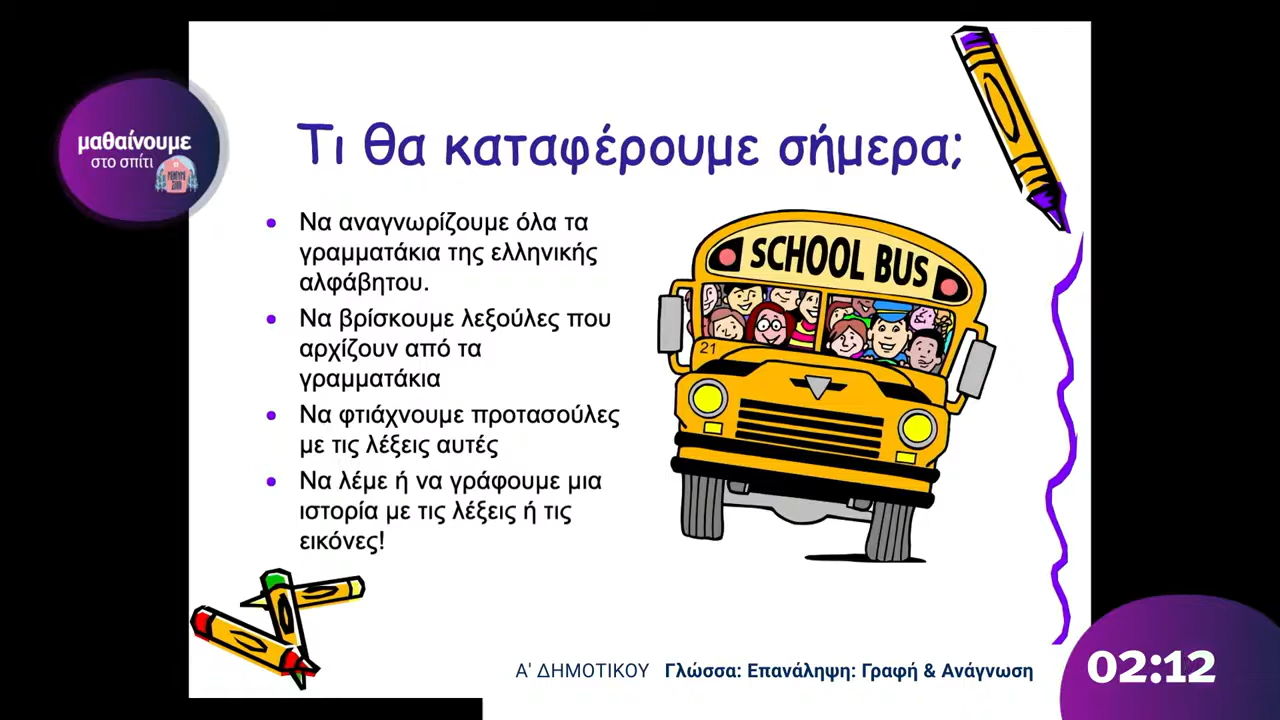 μαθαίνουμε
στο σπίτι
ΜΕΝΟΥΜΕ
ΣΠΙΤΙ
Τι θα καταφέρουμε σήμερα;
• Να αναγνωρίζουμε όλα τα
γραμματάκια της ελληνικής
αλφάβητου.
• Να βρίσκουμε λεξούλες που
αρχίζουν από τα
γραμματάκια
• Να φτιάχνουμε προτασούλες
με τις λέξεις αυτές
• Να λέμε ή να γράφουμε μια
ιστορία με τις λέξεις ή τις
εικόνες!
SCHOOL BUS
21
Α' ΔΗΜΟΤΙΚΟΥ Γλώσσα: Επανάληψη: Γραφή & Ανάγνωση
02:12